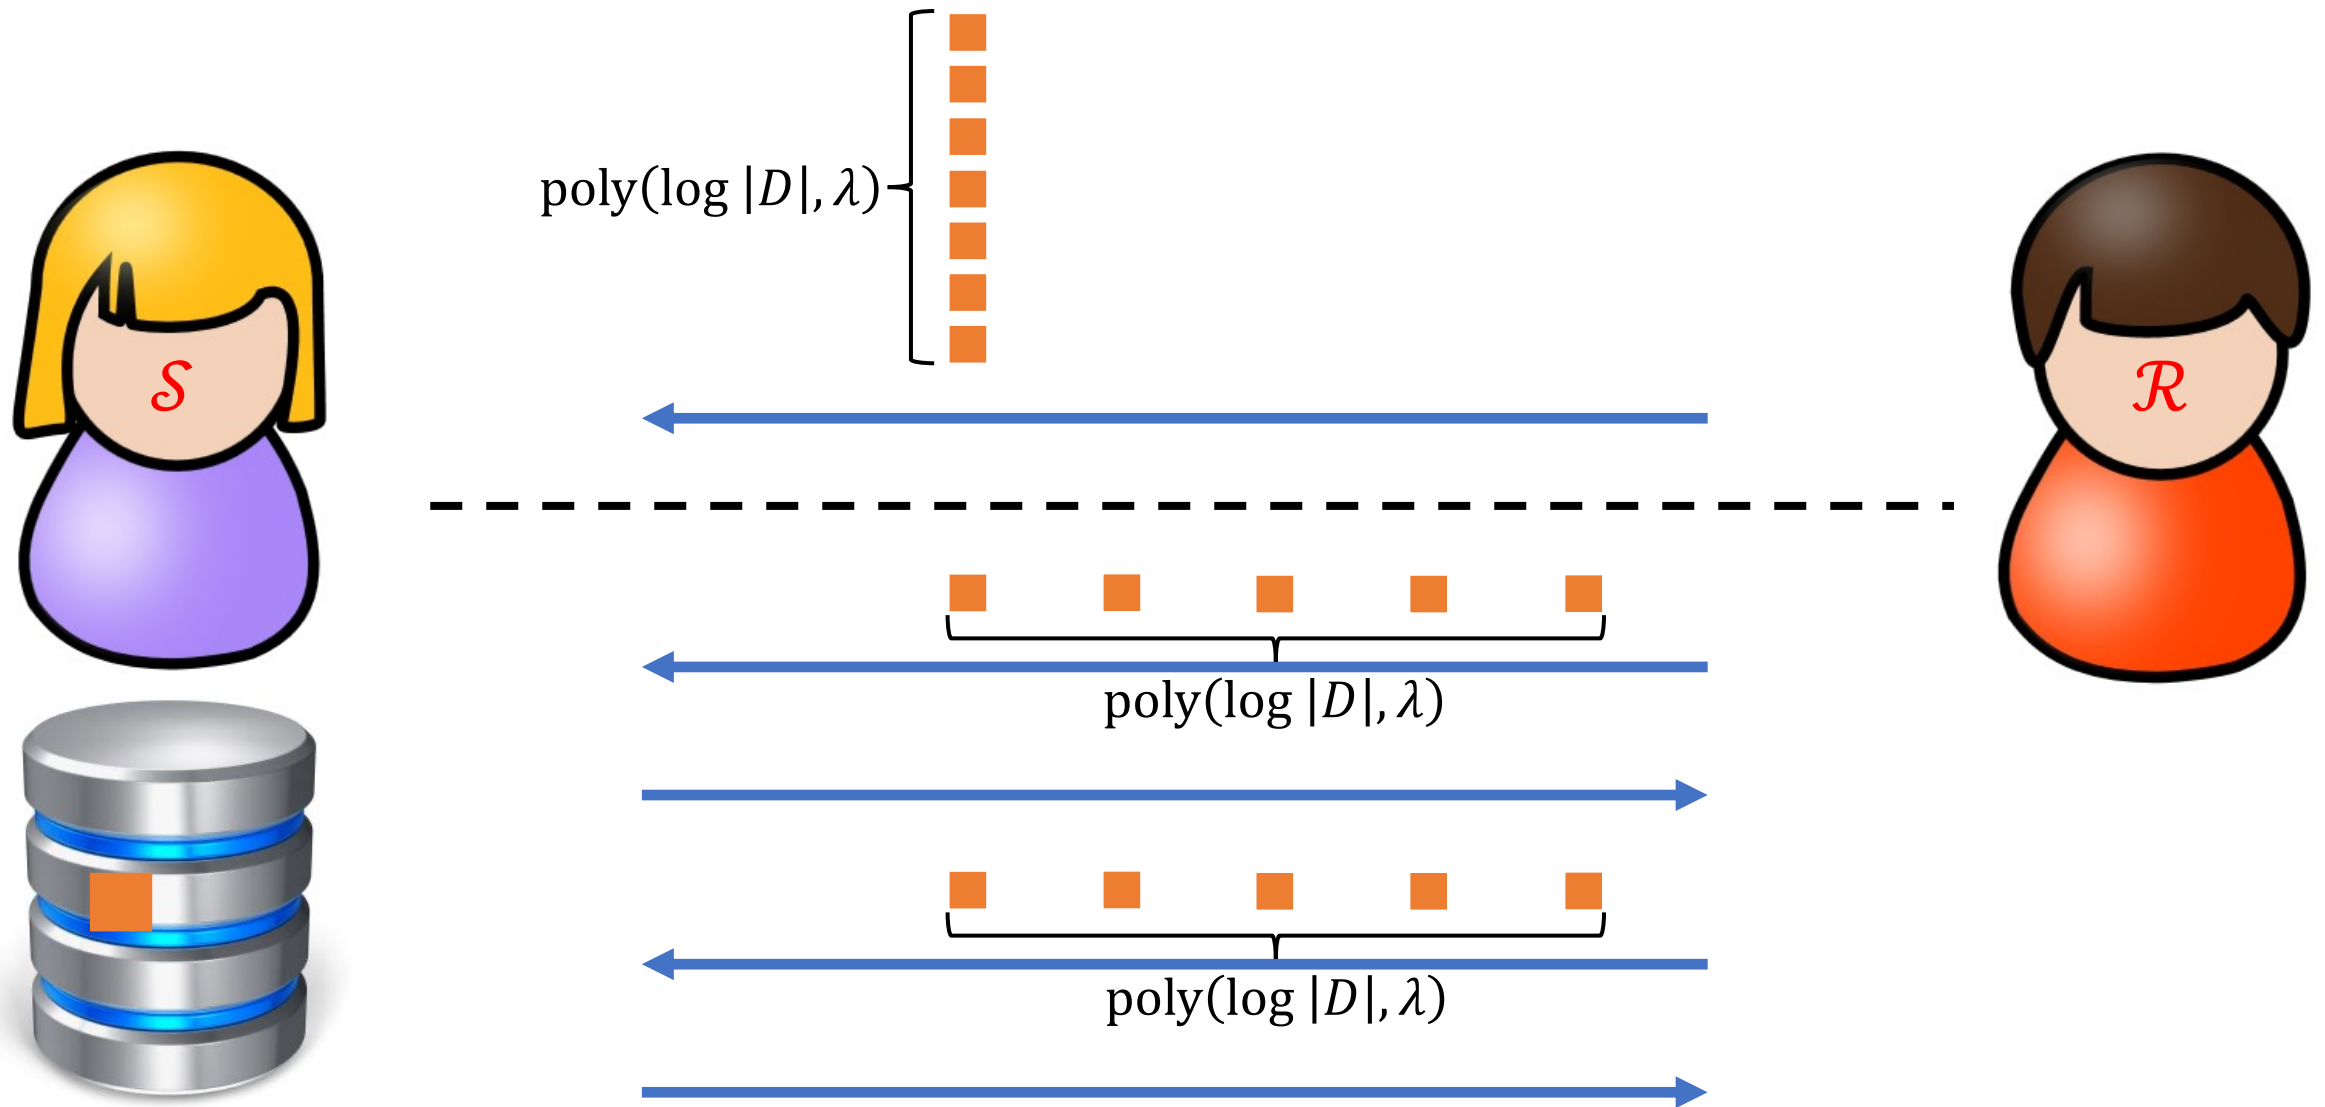 poly(log |D|, λ)
𝒮
ℛ
poly(log |D|, λ)
poly(log |D|, λ)